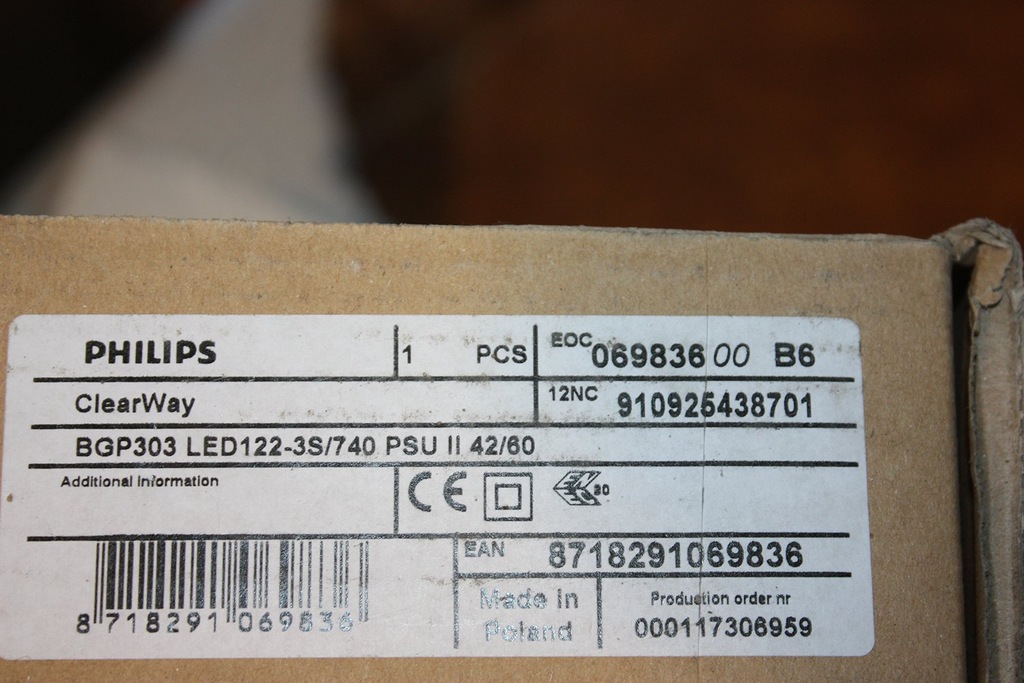 PHILIPS 1 PCS EOC 069836 00 B6
ClearWay 12NC 910925438701
BGP303 LED122-3S/740 PSU II 42/60
Additional Information
CE
EAN 8718291069836
8 718291 069836
Made in Poland
Production order nr
000117306959